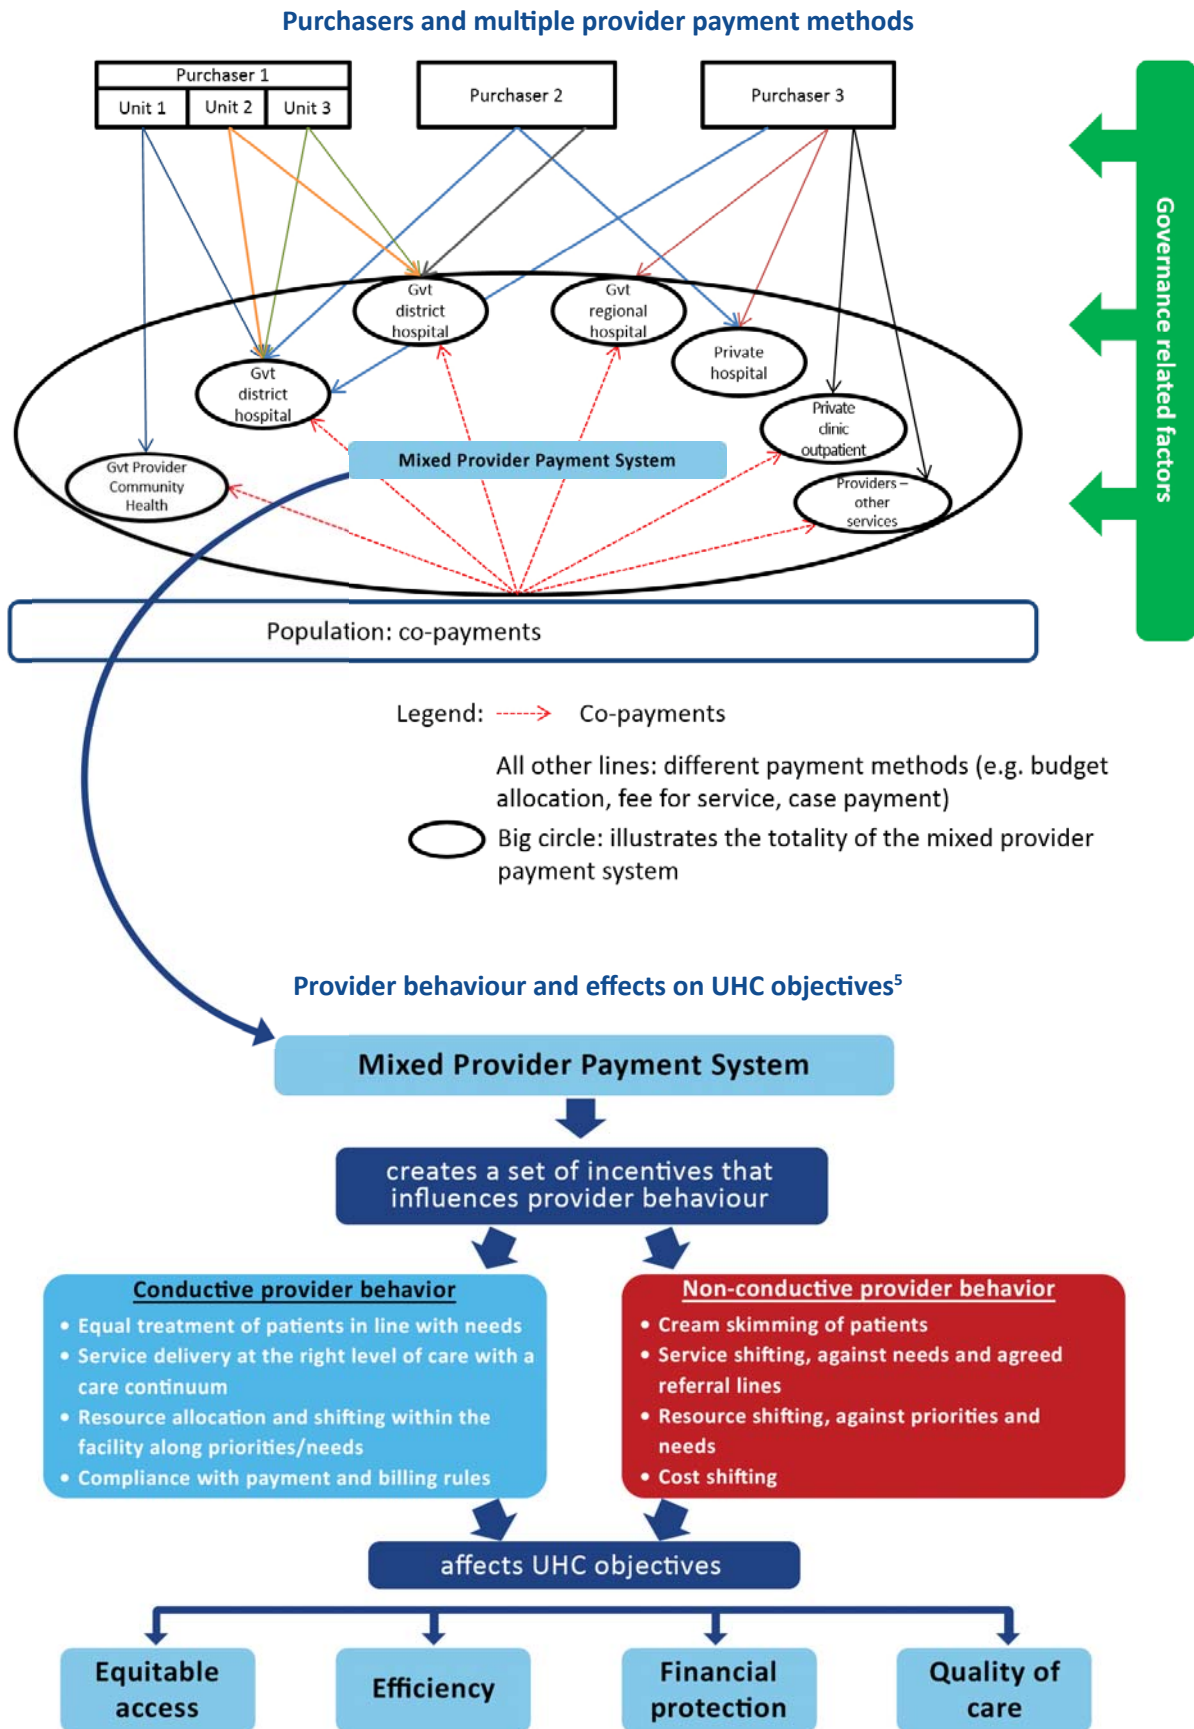 Purchasers and multiple provider payment methods
Purchaser 1
Unit 1
Unit 2
Unit 3
Purchaser 2
Purchaser 3
Governance related factors
Gvt
district
hospital
Gvt
regional
hospital
Gvt
district
hospital
Private
hospital
Private
clinic
outpatient
Mixed Provider Payment System
Gvt Provider
Community
Health
Providers –
other
services
Population: co-payments
Legend:
Co-payments
All other lines: different payment methods (e.g. budget
allocation, fee for service, case payment)
Big circle: illustrates the totality of the mixed provider
payment system
Provider behaviour and effects on UHC objectives⁵
Mixed Provider Payment System
creates a set of incentives that
influences provider behaviour
Conductive provider behavior
• Equal treatment of patients in line with needs
• Service delivery at the right level of care with a
care continuum
• Resource allocation and shifting within the
facility along priorities/needs
• Compliance with payment and billing rules
Non-conductive provider behavior
• Cream skimming of patients
• Service shifting, against needs and agreed
referral lines
• Resource shifting, against priorities and
needs
• Cost shifting
affects UHC objectives
Equitable
access
Efficiency
Financial
protection
Quality of
care